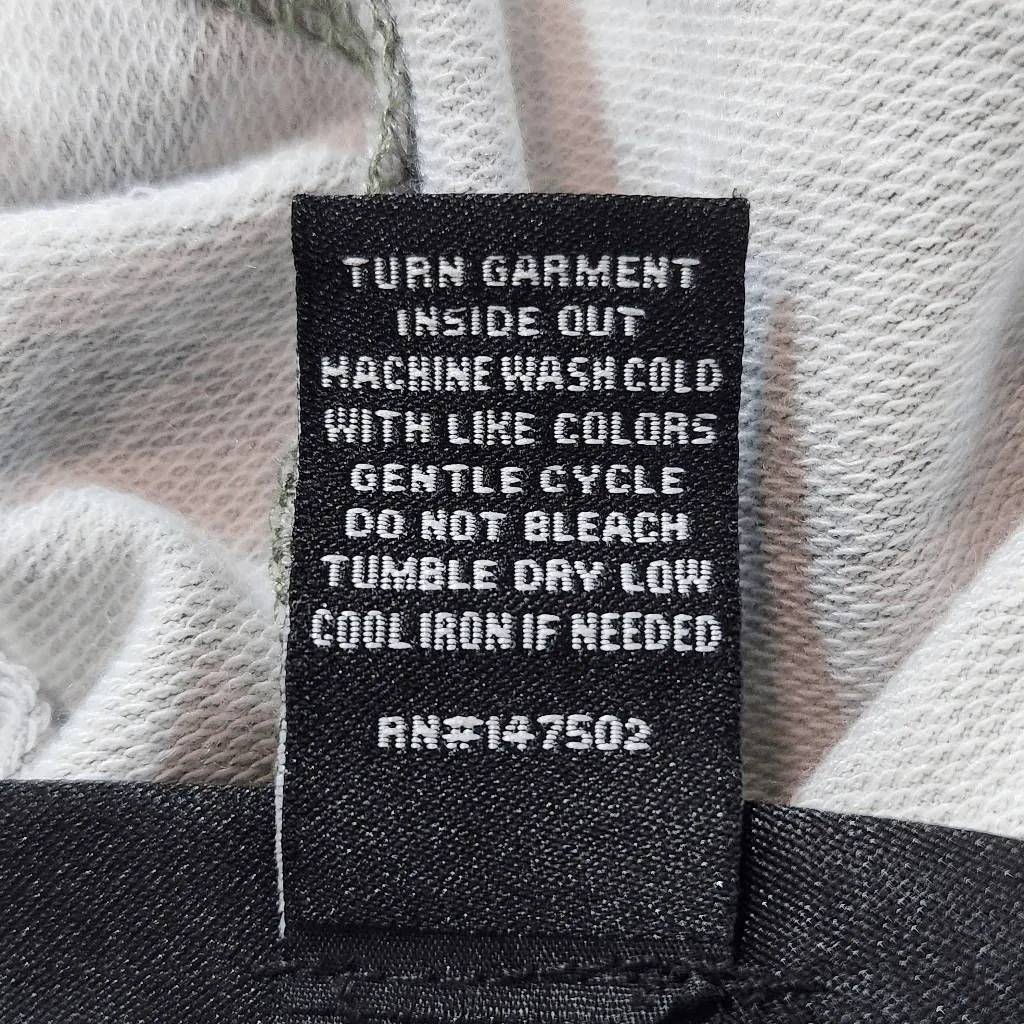 TURN GARMENT
INSIDE OUT
MACHINE WASH COLD
WITH LIKE COLORS
GENTLE CYCLE
DO NOT BLEACH
TUMBLE DRY LOW
COOL IRON IF NEEDED
RN#147502